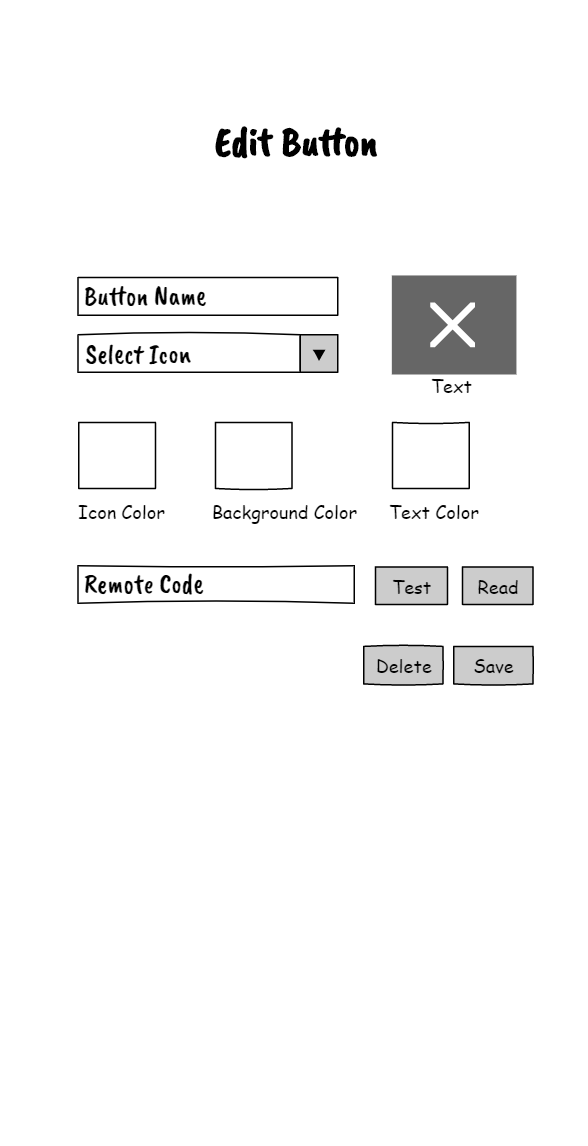 Edit Button
Button Name
Select Icon
Text
Icon Color
Background Color
Text Color
Remote Code
Test
Read
Delete
Save